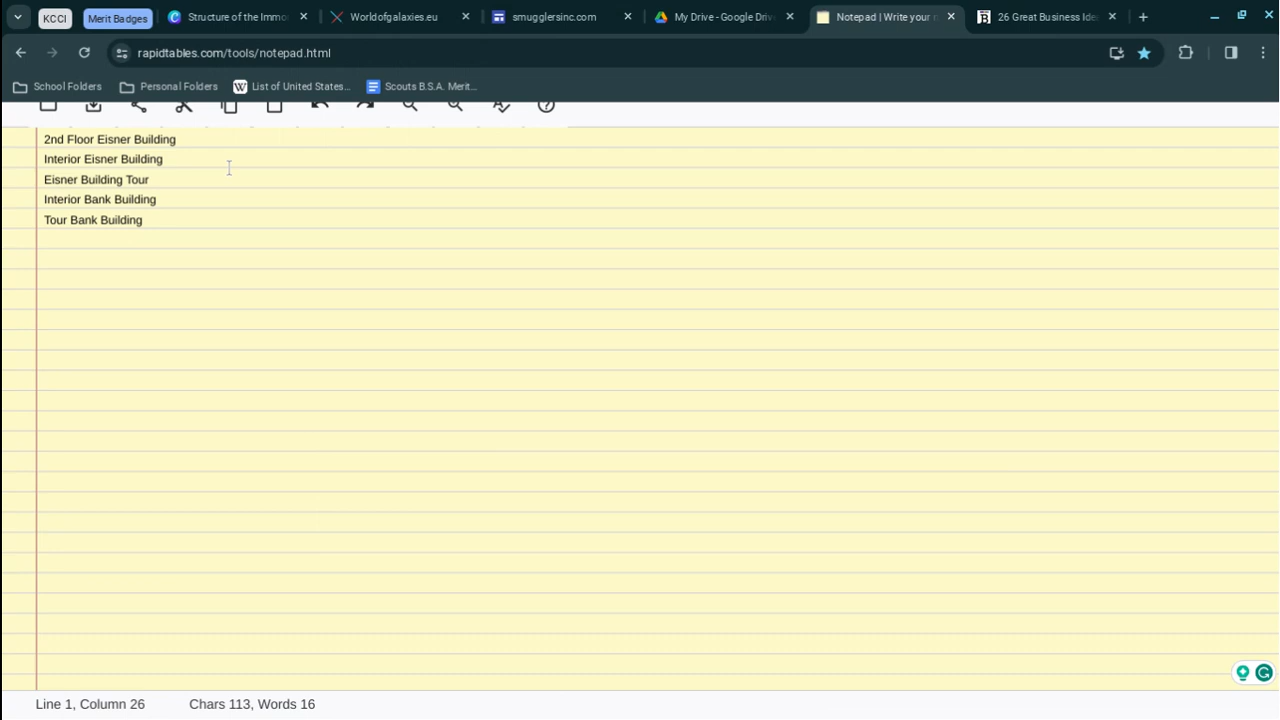 KCCI Merit Badges Structure of the Immo Worldofgalaxies.eu smugglersinc.com My Drive - Google Driv Notepad | Write your n 26 Great Business Ide
rapidtables.com/tools/notepad.html
School Folders Personal Folders List of United States... Scouts B.S.A. Merit...
2nd Floor Eisner Building
Interior Eisner Building
Eisner Building Tour
Interior Bank Building
Tour Bank Building
Line 1, Column 26 Chars 113, Words 16